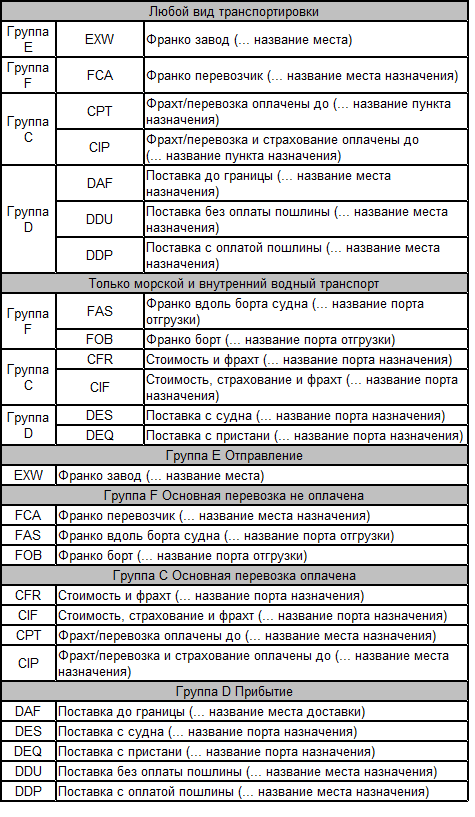 Любой вид транспортировки
Группа
E
EXW
Франко завод (... название места)
Группа
F
FCA
Франко перевозчик (... название места назначения)
Группа
C
CPT
Фрахт/перевозка оплачены до (... название пункта
назначения)
CIP
Фрахт/перевозка и страхование оплачены до
(... название пункта назначения)
Группа
D
DAF
Поставка до границы (... название места
назначения)
DDU
Поставка без оплаты пошлины (... название места
назначения)
DDP
Поставка с оплатой пошлины (... название места
назначения)
Только морской и внутренний водный транспорт
Группа
F
FAS
Франко вдоль борта судна (... название порта
отгрузки)
FOB
Франко борт (... название порта отгрузки)
Группа
C
CFR
Стоимость и фрахт (... название порта назначения)
CIF
Стоимость, страхование и фрахт (... название порта
назначения)
Группа
D
DES
Поставка с судна (... название порта назначения)
DEQ
Поставка с пристани (... название порта назначения)
Группа E Отправление
EXW Франко завод (... название места)
Группа F Основная перевозка не оплачена
FCA Франко перевозчик (... название места назначения)
FAS Франко вдоль борта судна (... название порта отгрузки)
FOB Франко борт (... название порта отгрузки)
Группа C Основная перевозка оплачена
CFR Стоимость и фрахт (... название порта назначения)
CIF Стоимость, страхование и фрахт (... название порта назначения)
CPT Фрахт/перевозка оплачены до (... название места назначения)
CIP Фрахт/перевозка и страхование оплачены до (... название места
назначения)
Группа D Прибытие
DAF Поставка до границы (... название места доставки)
DES Поставка с судна (... название порта назначения)
DEQ Поставка с пристани (... название порта назначения)
DDU Поставка без оплаты пошлины (... название места назначения)
DDP Поставка с оплатой пошлины (... название места назначения)